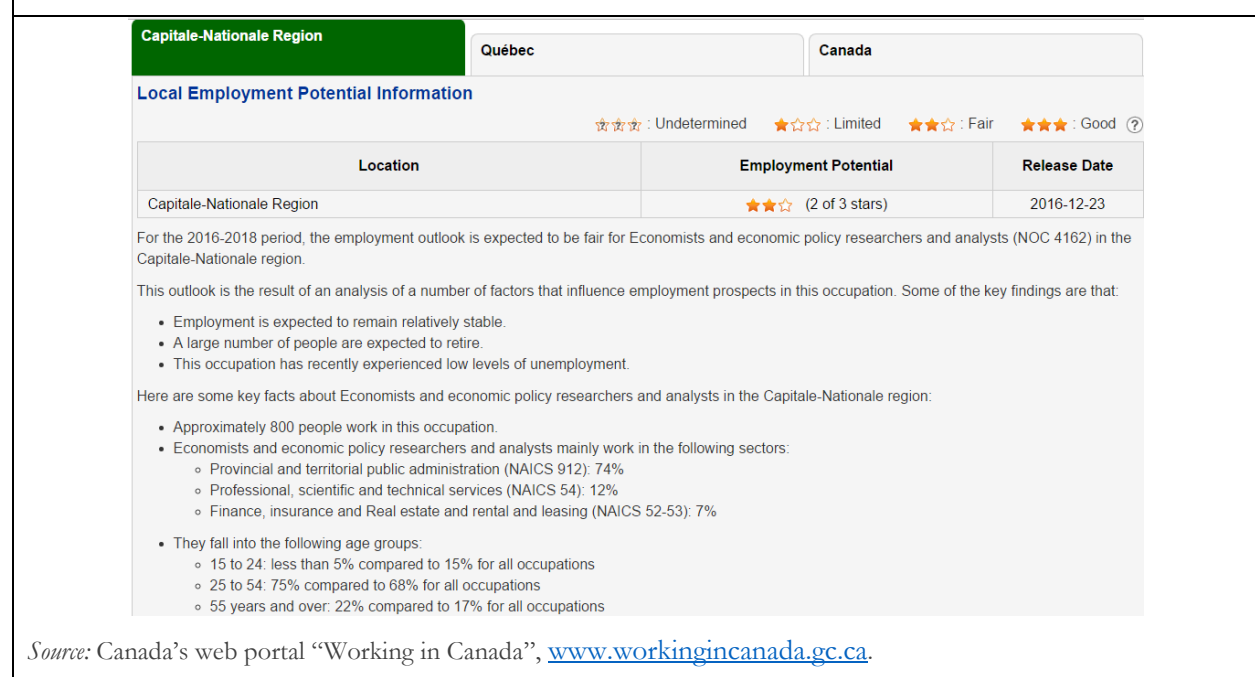 Capitale-Nationale Region
Québec
Canada
Local Employment Potential Information
: Undetermined : Limited : Fair : Good ?
Location Employment Potential Release Date
Capitale-Nationale Region (2 of 3 stars) 2016-12-23
For the 2016-2018 period, the employment outlook is expected to be fair for Economists and economic policy researchers and analysts (NOC 4162) in the
Capitale-Nationale region.
This outlook is the result of an analysis of a number of factors that influence employment prospects in this occupation. Some of the key findings are that:
• Employment is expected to remain relatively stable.
• A large number of people are expected to retire.
• This occupation has recently experienced low levels of unemployment.
Here are some key facts about Economists and economic policy researchers and analysts in the Capitale-Nationale region:
• Approximately 800 people work in this occupation.
• Economists and economic policy researchers and analysts mainly work in the following sectors:
◦ Provincial and territorial public administration (NAICS 912): 74%
◦ Professional, scientific and technical services (NAICS 54): 12%
◦ Finance, insurance and Real estate and rental and leasing (NAICS 52-53): 7%
• They fall into the following age groups:
◦ 15 to 24: less than 5% compared to 15% for all occupations
◦ 25 to 54: 75% compared to 68% for all occupations
◦ 55 years and over: 22% compared to 17% for all occupations
Source: Canada’s web portal “Working in Canada”, www.workingincanada.gc.ca.